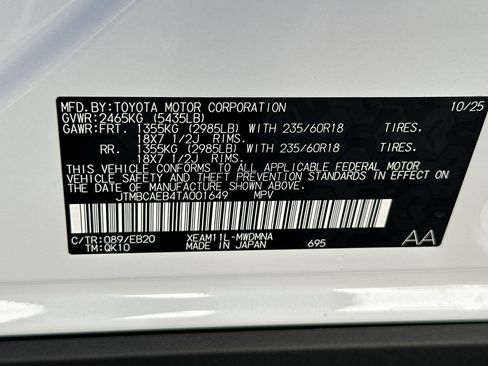 MFD.BY:TOYOTA MOTOR CORPORATION 10/25
GVWR:2465KG (5435LB)
GAWR:FRT. 1355KG (2985LB) WITH 235/60R18 TIRES.
18X7 1/2J RIMS.
RR. 1355KG (2985LB) WITH 235/60R18 TIRES.
18X7 1/2J RIMS.
THIS VEHICLE CONFORMS TO ALL APPLICABLE FEDERAL MOTOR
VEHICLE SAFETY AND THEFT PREVENTION STANDARDS IN EFFECT ON
THE DATE OF MANUFACTURE SHOWN ABOVE.
JTMBCAEB4TA001649 MPV
C/TR:089/EB20 XEAM11L-MWDMNA
TM:QK10 MADE IN JAPAN 695 AA